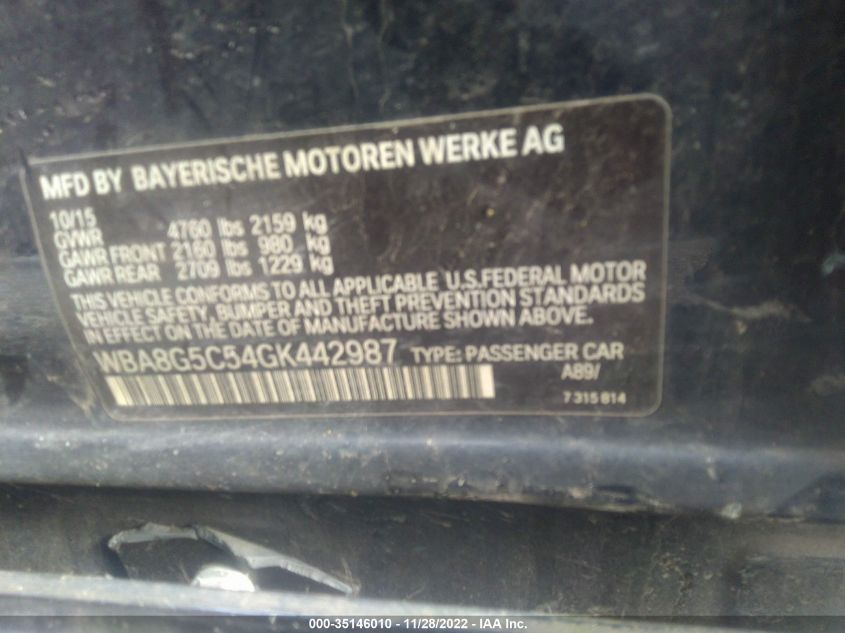 MFD BY BAYERISCHE MOTOREN WERKE AG
10/15
GVWR 4760 lbs 2159 kg
GAWR FRONT 2160 lbs 980 kg
GAWR REAR 2709 lbs 1229 kg
THIS VEHICLE CONFORMS TO ALL APPLICABLE U.S.FEDERAL MOTOR
VEHICLE SAFETY, BUMPER AND THEFT PREVENTION STANDARDS
IN EFFECT ON THE DATE OF MANUFACTURE SHOWN ABOVE.
WBA8G5C54GK442987 TYPE: PASSENGER CAR
A89/
7 315 814
000-35146010 - 11/28/2022 - IAA Inc.